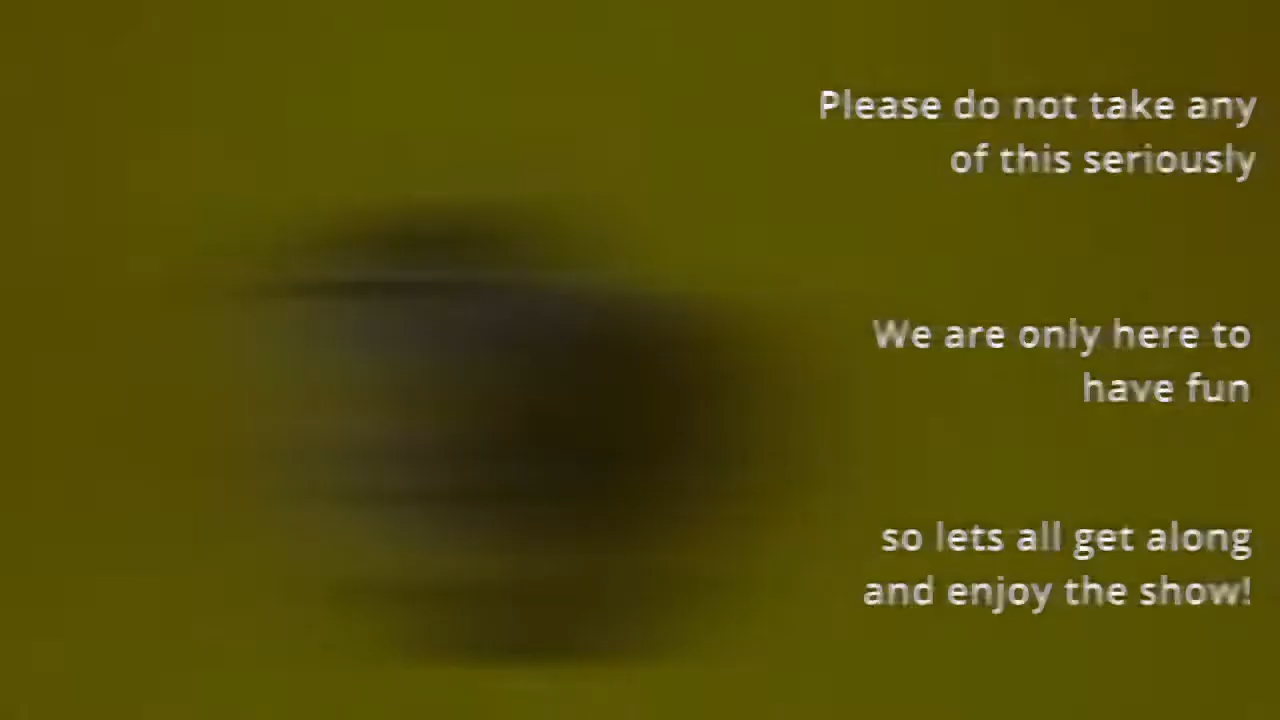 Please do not take any
of this seriously
We are only here to
have fun
so lets all get along
and enjoy the show!